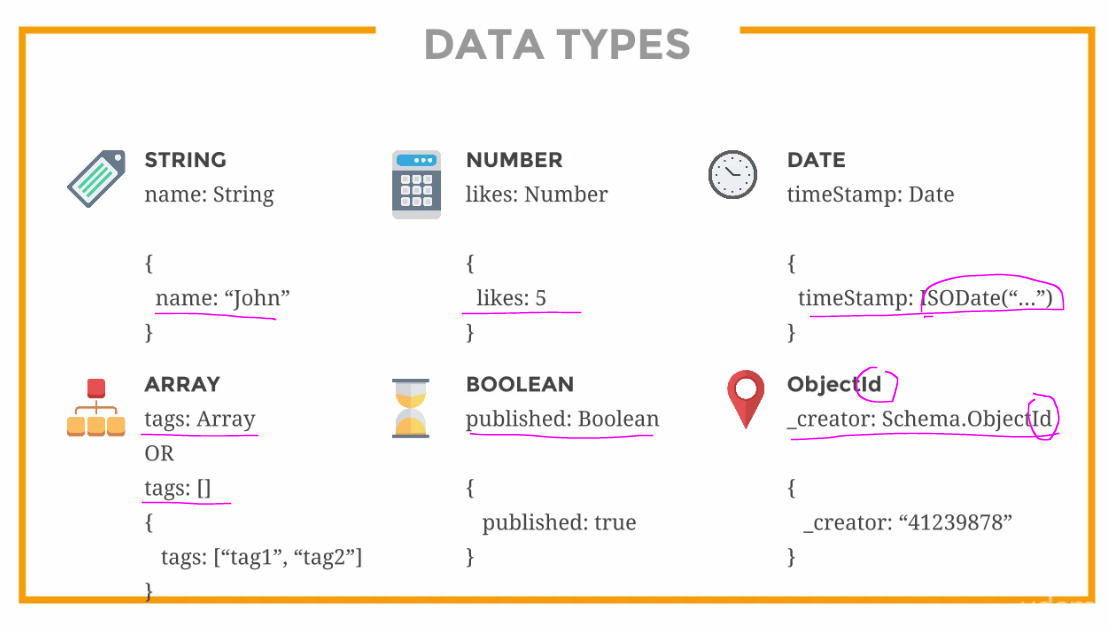 DATA TYPES
STRING
name: String
{
name: “John”
}
NUMBER
likes: Number
{
likes: 5
}
DATE
timeStamp: Date
{
timeStamp: ISODate(“...”)
}
ARRAY
tags: Array
OR
tags: []
{
tags: [“tag1”, “tag2”]
}
BOOLEAN
published: Boolean
{
published: true
}
ObjectId
_creator: Schema.ObjectId
{
_creator: “41239878”
}